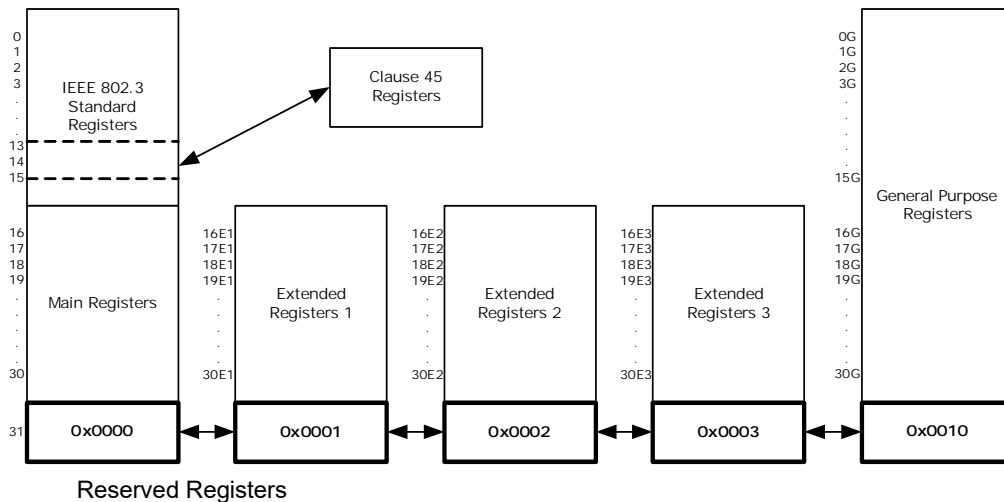 0
1
2
3
.
.
.
.
13
14
15
IEEE 802.3
Standard
Registers
Clause 45
Registers
0G
1G
2G
3G
.
.
.
.
.
15G
General Purpose
Registers
16
17
18
19
.
.
.
.
.
30
Main Registers
16E1
17E1
18E1
19E1
.
.
.
.
.
30E1
Extended
Registers 1
16E2
17E2
18E2
19E2
.
.
.
.
.
30E2
Extended
Registers 2
16E3
17E3
18E3
19E3
.
.
.
.
.
30E3
Extended
Registers 3
16G
17G
18G
19G
.
.
.
.
.
30G
31
0x0000
0x0001
0x0002
0x0003
0x0010
Reserved Registers